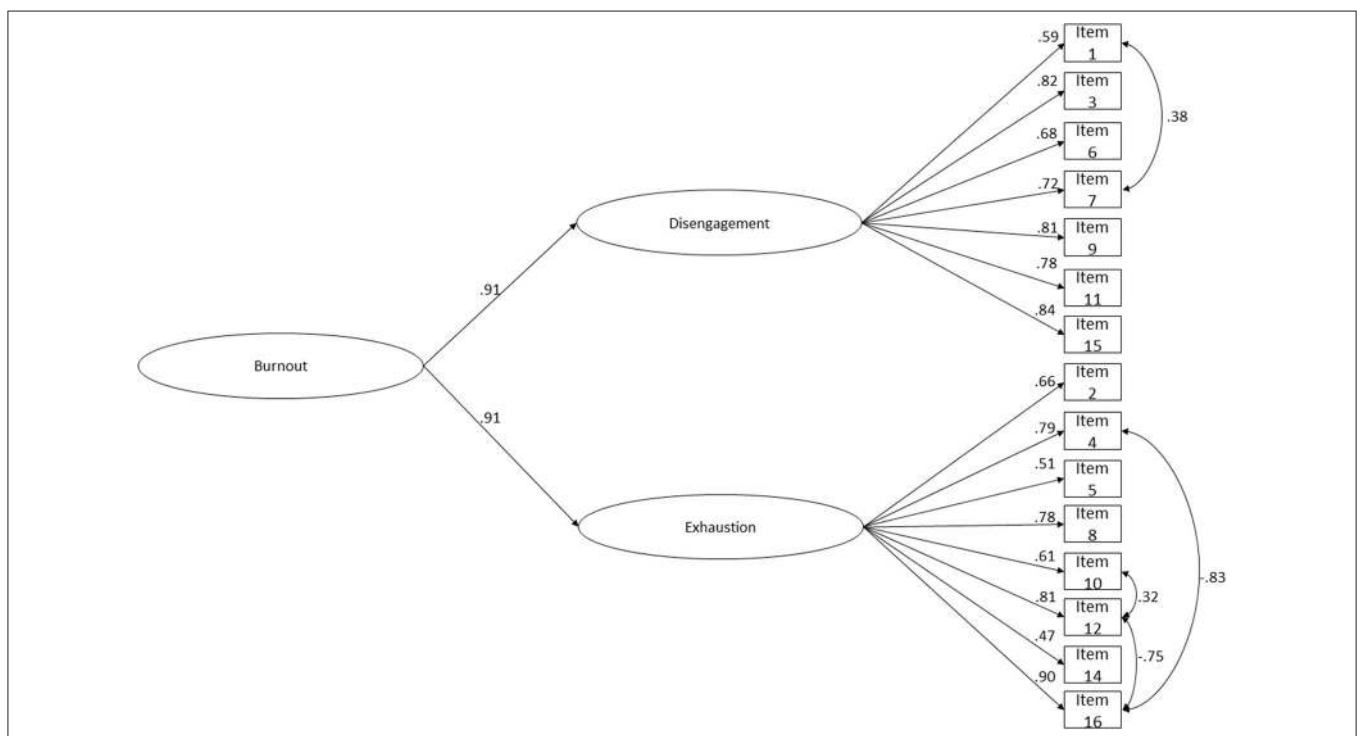 .59
Item
1
.82
Item
3
.38
.68
Item
6
.72
Item
7
Disengagement
.81
Item
9
.78
Item
11
.91
.84
Item
15
Burnout
.66
Item
2
.91
.79
Item
4
.51
Item
5
.78
Item
8
Exhaustion
.61
Item
10
-.83
.32
.81
Item
12
.47
Item
14
-.75
.90
Item
16